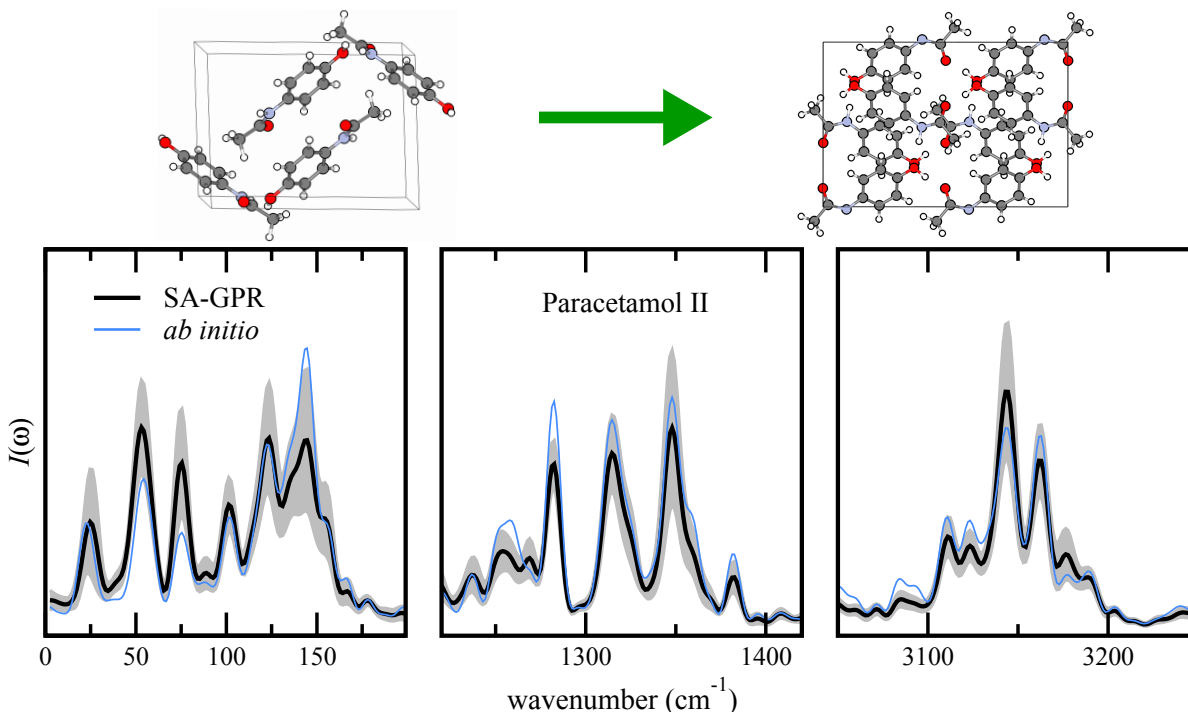 SA-GPR
ab initio
Paracetamol II
I(ω)
0 50 100 150
1300 1400
3100 3200
wavenumber (cm⁻¹)